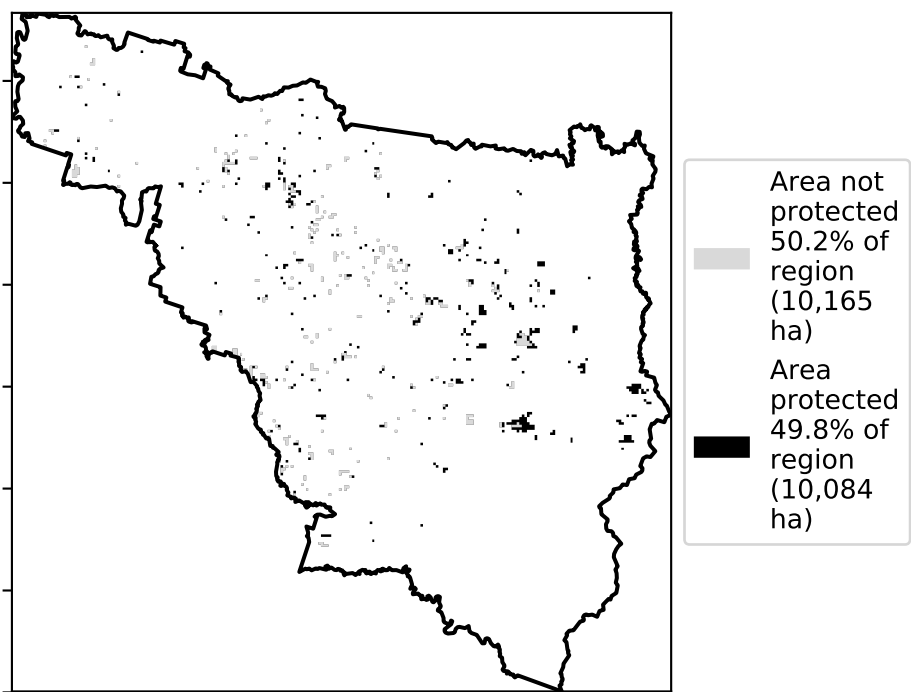 Area not
protected
50.2% of
region
(10,165
ha)
Area
protected
49.8% of
region
(10,084
ha)